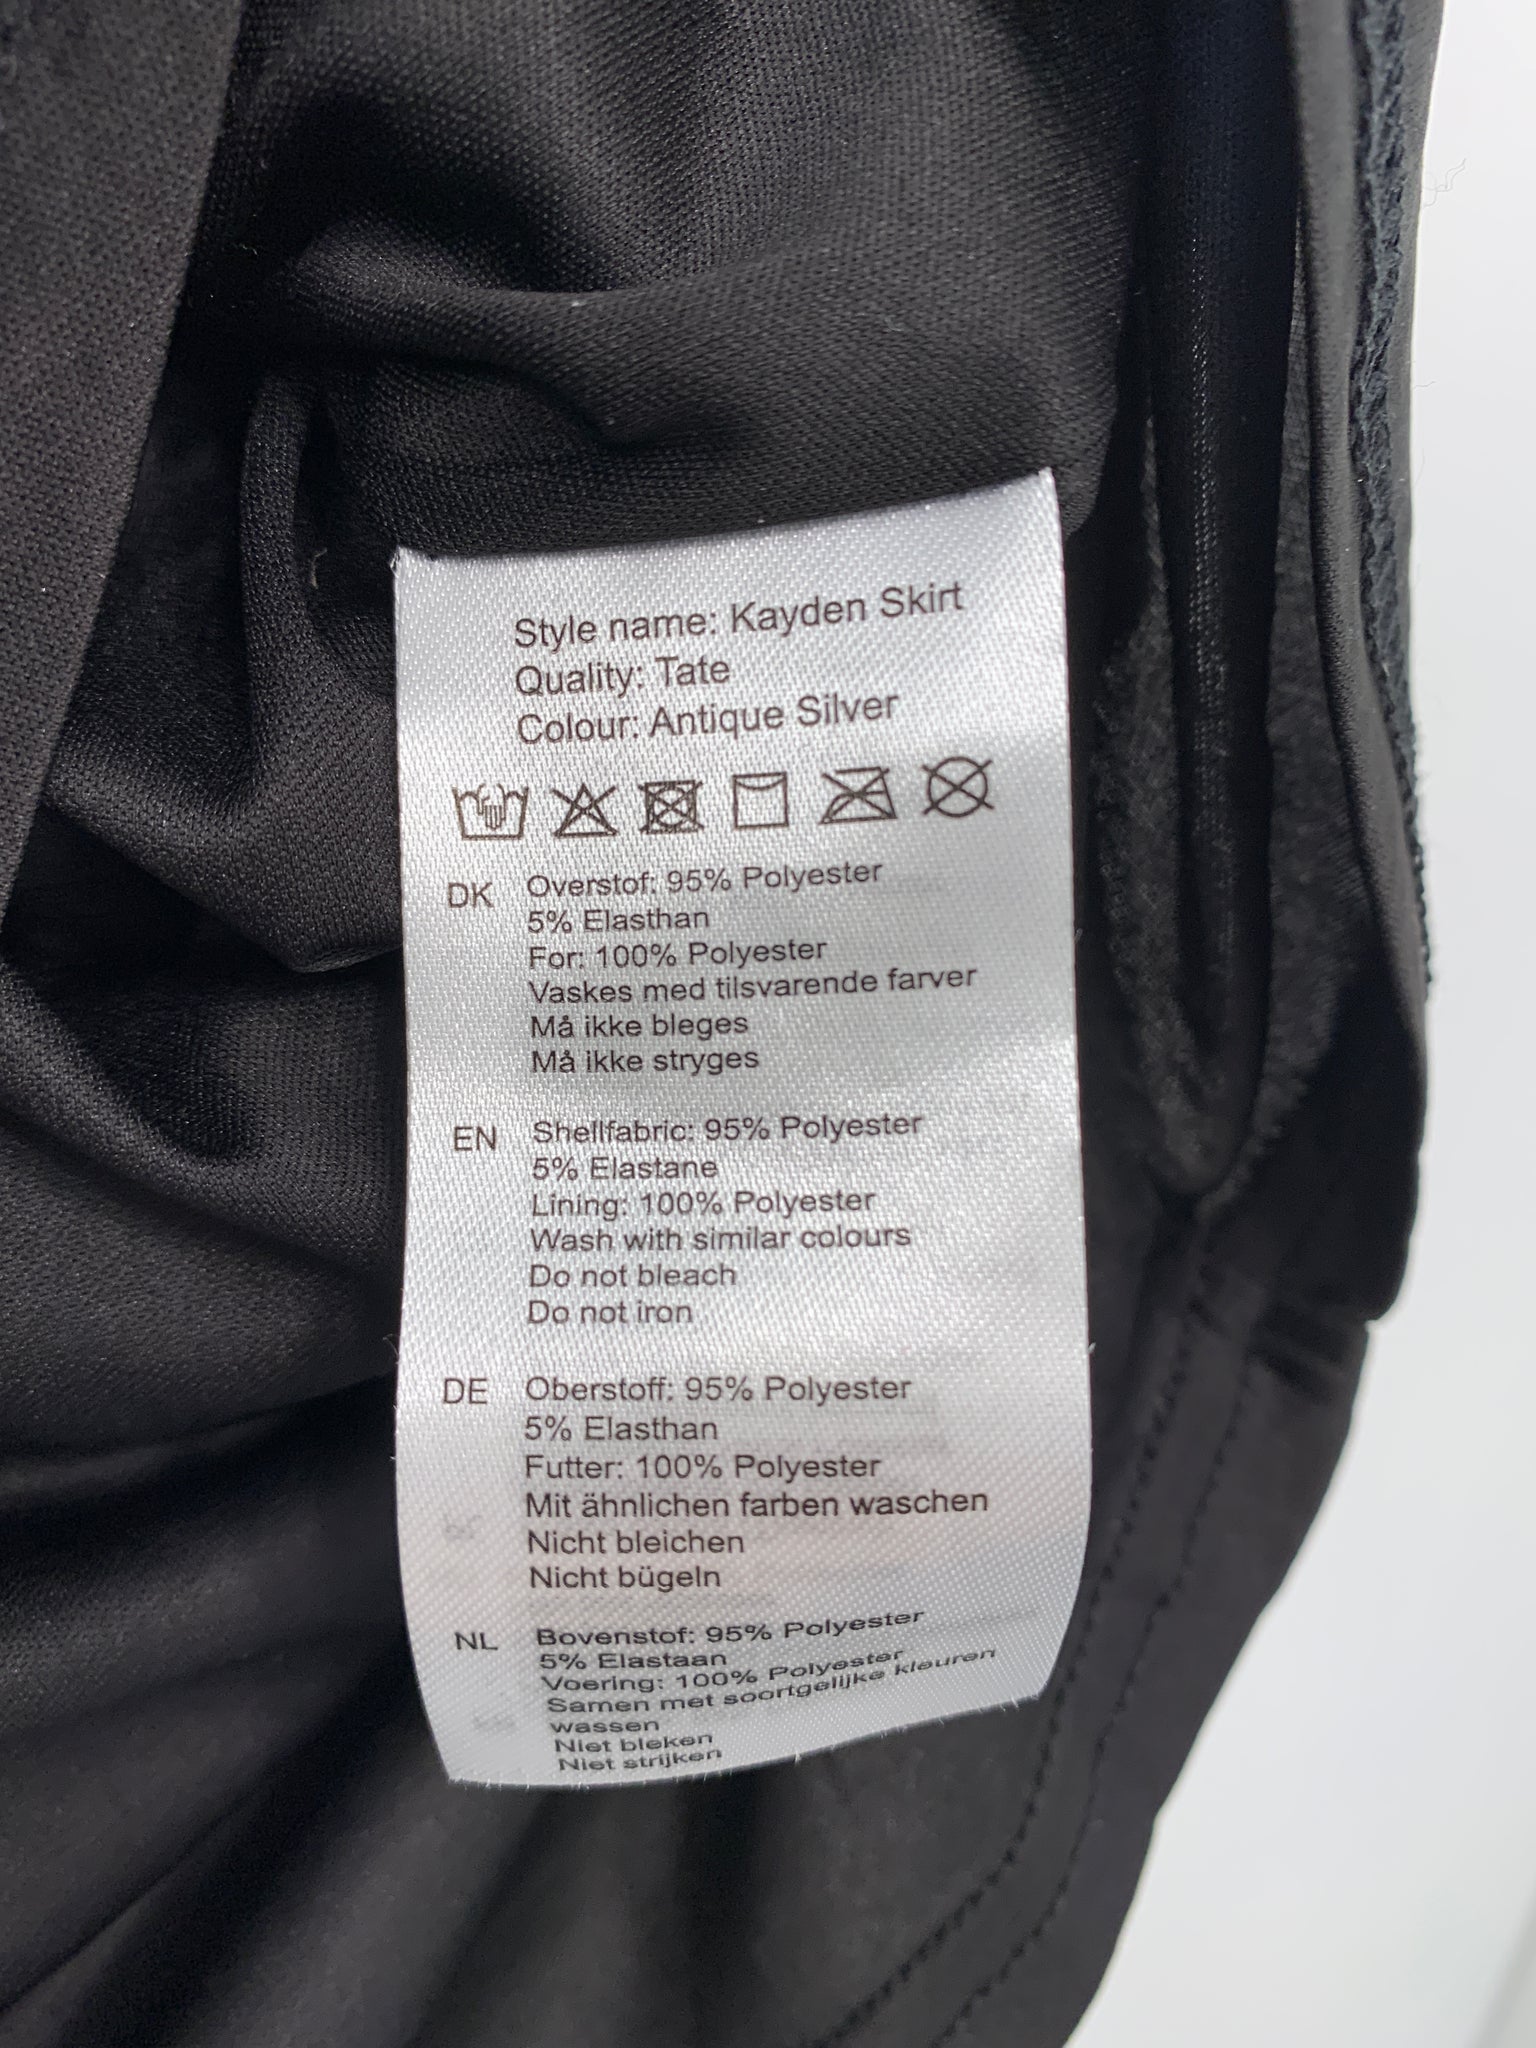 Style name: Kayden Skirt
Quality: Tate
Colour: Antique Silver
DK Overstof: 95% Polyester
5% Elasthan
For: 100% Polyester
Vaskes med tilsvarende farver
Må ikke bleges
Må ikke stryges
EN Shellfabric: 95% Polyester
5% Elastane
Lining: 100% Polyester
Wash with similar colours
Do not bleach
Do not iron
DE Oberstoff: 95% Polyester
5% Elasthan
Futter: 100% Polyester
Mit ähnlichen farben waschen
Nicht bleichen
Nicht bügeln
NL Bovenstof: 95% Polyester
5% Elastaan
Voering: 100% Polyester
Samen met soortgelijke kleuren
wassen
Niet bleken
Niet strijken